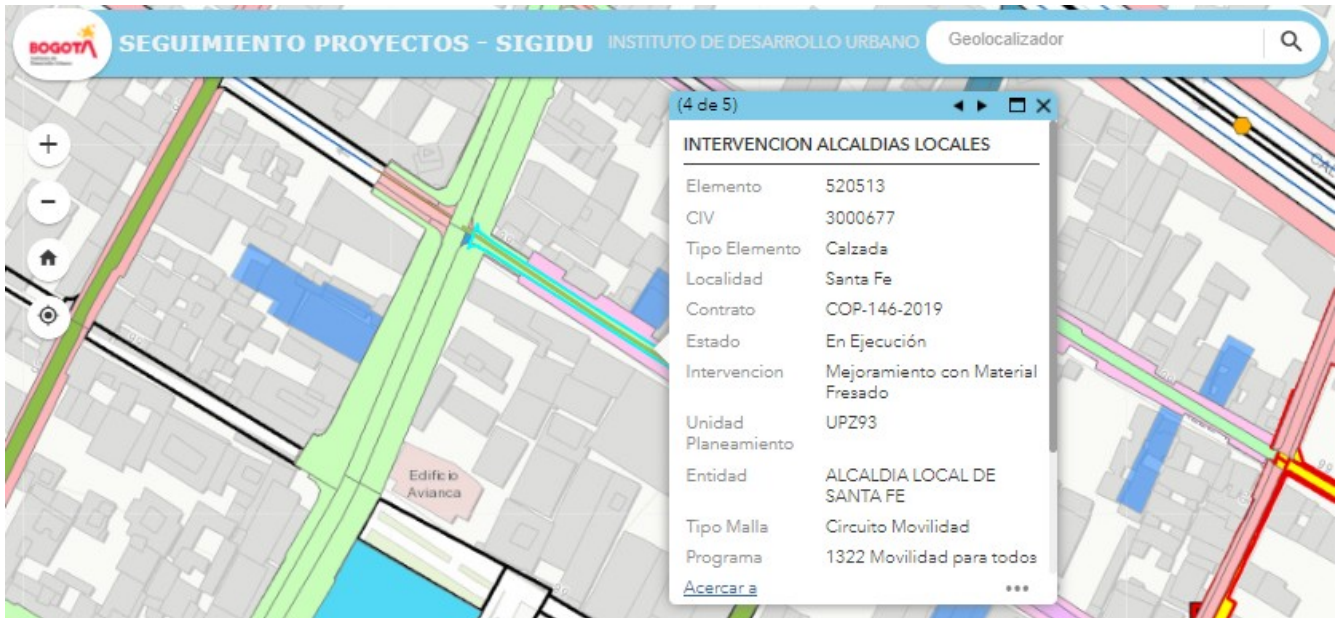 BOGOTÁ
SEGUIMIENTO PROYECTOS - SIGIDU INSTITUTO DE DESARROLLO URBANO
Geolocalizador
(4 de 5)
INTERVENCION ALCALDIAS LOCALES
Elemento 520513
CIV 3000677
Tipo Elemento Calzada
Localidad Santa Fe
Contrato COP-146-2019
Estado En Ejecución
Intervencion Mejoramiento con Material
Fresado
Unidad UPZ93
Planeamiento
Entidad ALCALDIA LOCAL DE
SANTA FE
Tipo Malla Circuito Movilidad
Programa 1322 Movilidad para todos
Acercar a
Edificio
Avianca